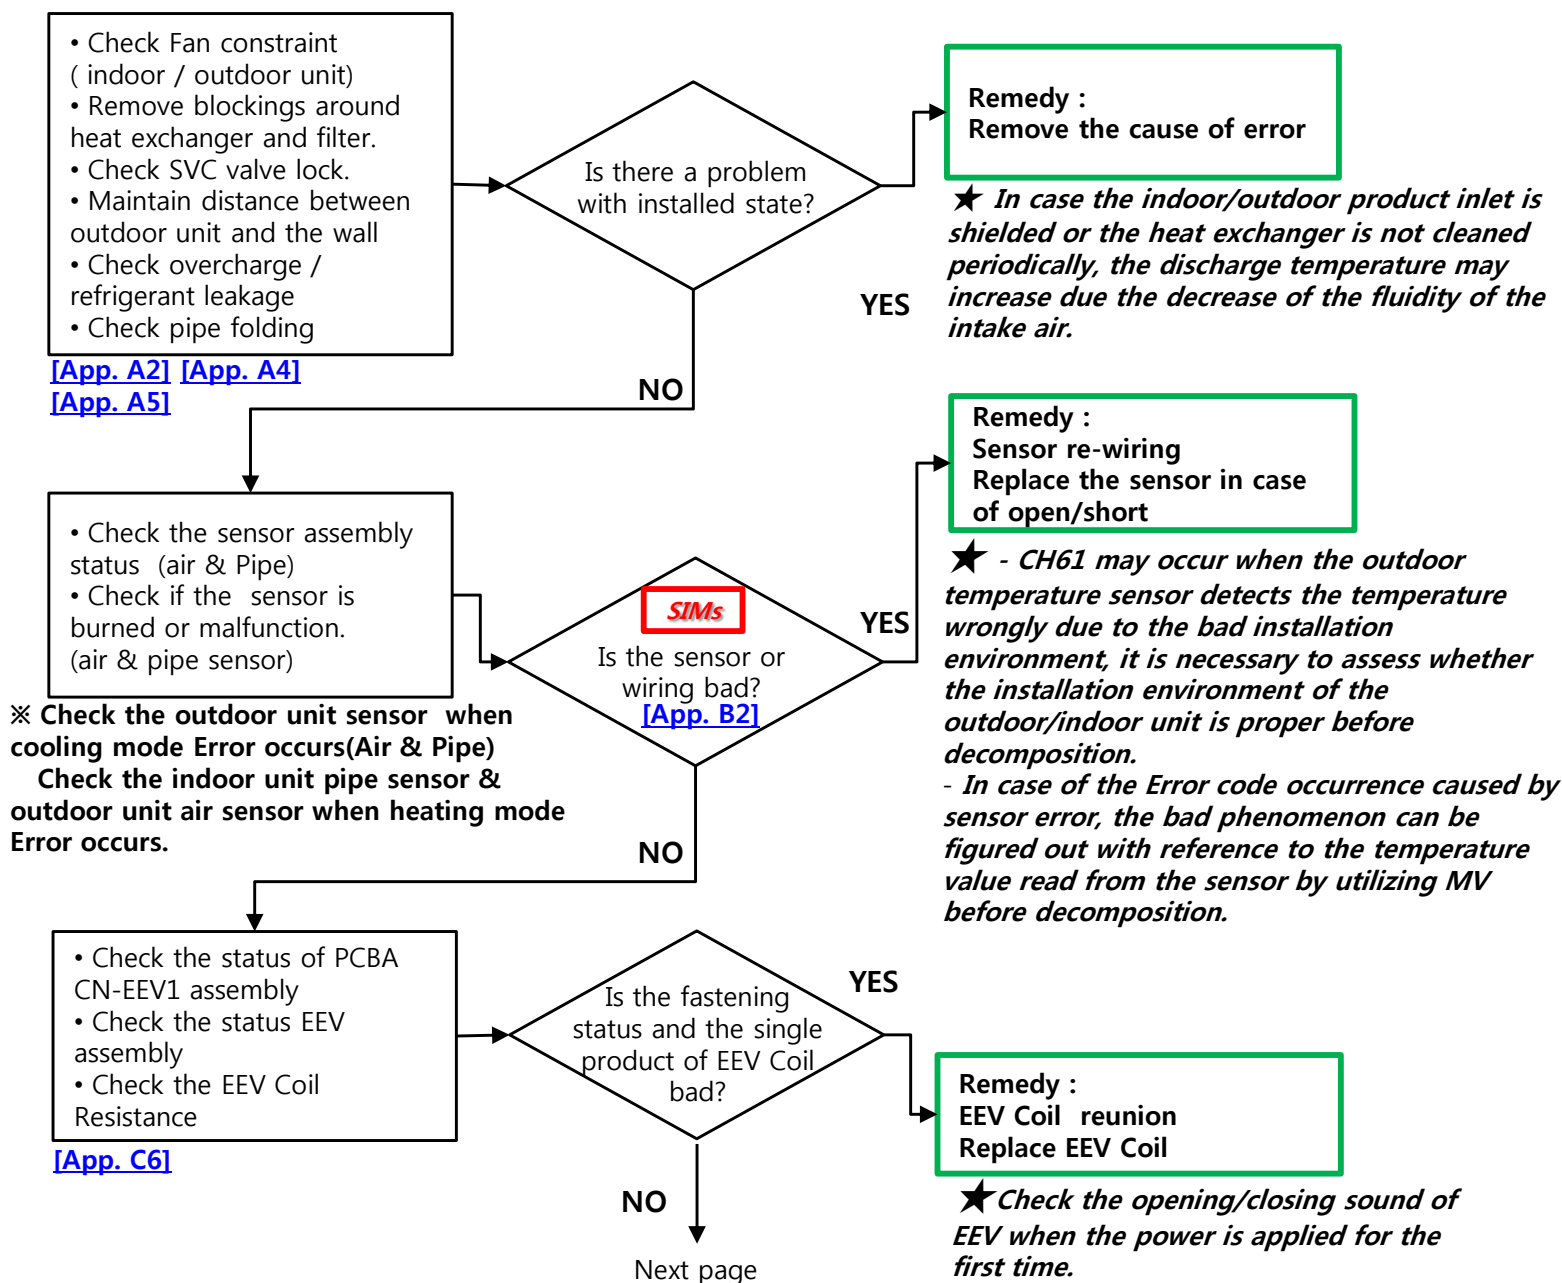 • Check Fan constraint
( indoor / outdoor unit)
• Remove blockings around
heat exchanger and filter.
• Check SVC valve lock.
• Maintain distance between
outdoor unit and the wall
• Check overcharge /
refrigerant leakage
• Check pipe folding
[App. A2] [App. A4]
[App. A5]
Is there a problem
with installed state?
YES
NO
Remedy :
Remove the cause of error
★ In case the indoor/outdoor product inlet is
shielded or the heat exchanger is not cleaned
periodically, the discharge temperature may
increase due the decrease of the fluidity of the
intake air.
• Check the sensor assembly
status (air & Pipe)
• Check if the sensor is
burned or malfunction.
(air & pipe sensor)
※ Check the outdoor unit sensor when
cooling mode Error occurs(Air & Pipe)
Check the indoor unit pipe sensor &
outdoor unit air sensor when heating mode
Error occurs.
SIMs
Is the sensor or
wiring bad?
[App. B2]
YES
NO
Remedy :
Sensor re-wiring
Replace the sensor in case
of open/short
★ - CH61 may occur when the outdoor
temperature sensor detects the temperature
wrongly due to the bad installation
environment, it is necessary to assess whether
the installation environment of the
outdoor/indoor unit is proper before
decomposition.
- In case of the Error code occurrence caused by
sensor error, the bad phenomenon can be
figured out with reference to the temperature
value read from the sensor by utilizing MV
before decomposition.
• Check the status of PCBA
CN-EEV1 assembly
• Check the status EEV
assembly
• Check the EEV Coil
Resistance
[App. C6]
Is the fastening
status and the single
product of EEV Coil
bad?
YES
NO
Next page
Remedy :
EEV Coil reunion
Replace EEV Coil
★Check the opening/closing sound of
EEV when the power is applied for the
first time.